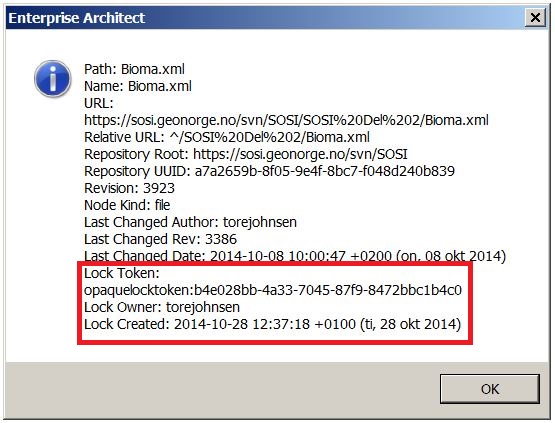 Enterprise Architect
Path: Bioma.xml
Name: Bioma.xml
URL:
https://sosi.geonorge.no/svn/SOSI/SOSI%20Del%202/Bioma.xml
Relative URL: ^/SOSI%20Del%202/Bioma.xml
Repository Root: https://sosi.geonorge.no/svn/SOSI
Repository UUID: a7a2659b-8f05-9e4f-8bc7-f048d240b839
Revision: 3923
Node Kind: file
Last Changed Author: torejohnsen
Last Changed Rev: 3386
Last Changed Date: 2014-10-08 10:00:47 +0200 (on, 08 okt 2014)
Lock Token:
opaquelocktoken:b4e028bb-4a33-7045-87f9-8472bbc1b4c0
Lock Owner: torejohnsen
Lock Created: 2014-10-28 12:37:18 +0100 (ti, 28 okt 2014)
OK